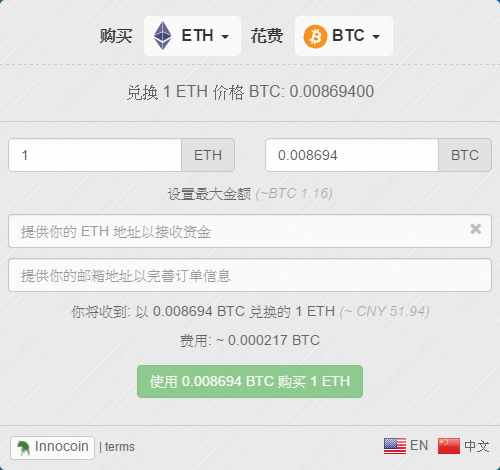 购买 ETH 花费 BTC
兑换 1 ETH 价格 BTC: 0.00869400
1 ETH 0.008694 BTC
设置最大金额 (~BTC 1.16)
提供你的 ETH 地址以接收资金
提供你的邮箱地址以完善订单信息
你将收到: 以 0.008694 BTC 兑换的 1 ETH (~ CNY 51.94)
费用: ~ 0.000217 BTC
使用 0.008694 BTC 购买 1 ETH
Innocoin | terms EN 中文